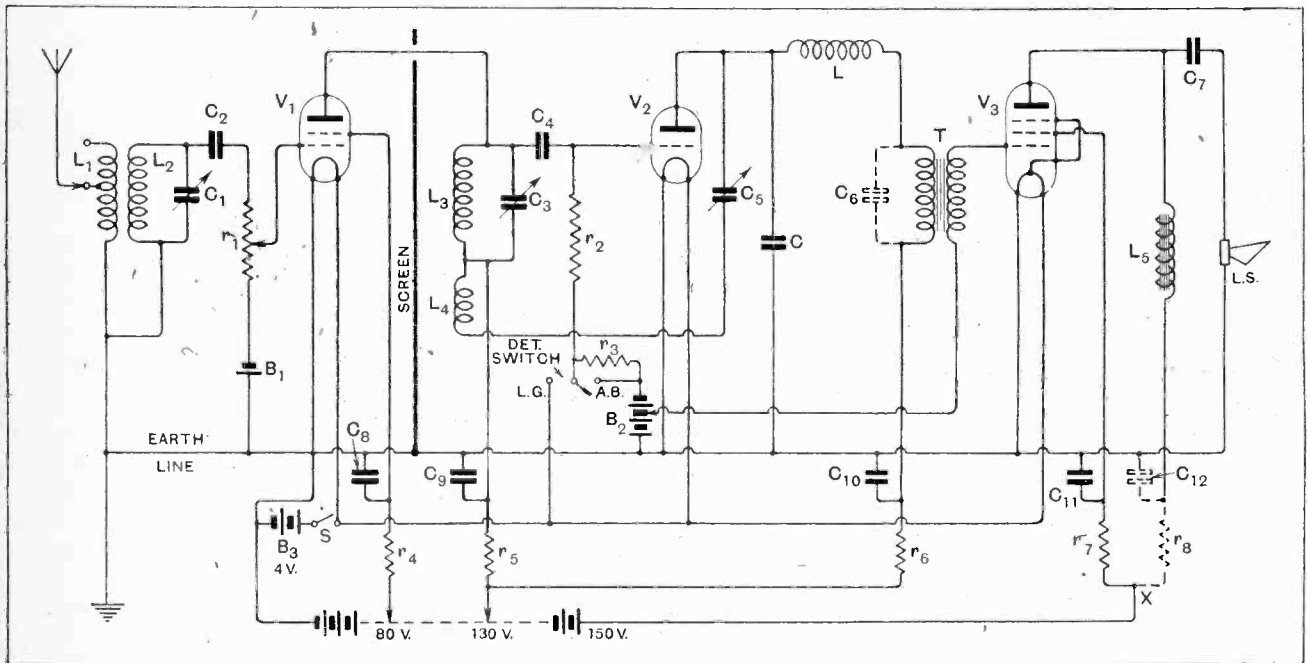 V1
V2
V3
L
C7
C2
C4
T
L1
L2
C1
L3
C3
C5
C6
C
r1
r2
L5
L.S.
SCREEN
L4
DET.
SWITCH
r3
B1
L.G.
A.B.
B2
EARTH
LINE
C8
C9
C10
C11
C12
B3
4 V.
S
r4
r5
r6
r7
r8
X
80 V.
130 V.
150 V.